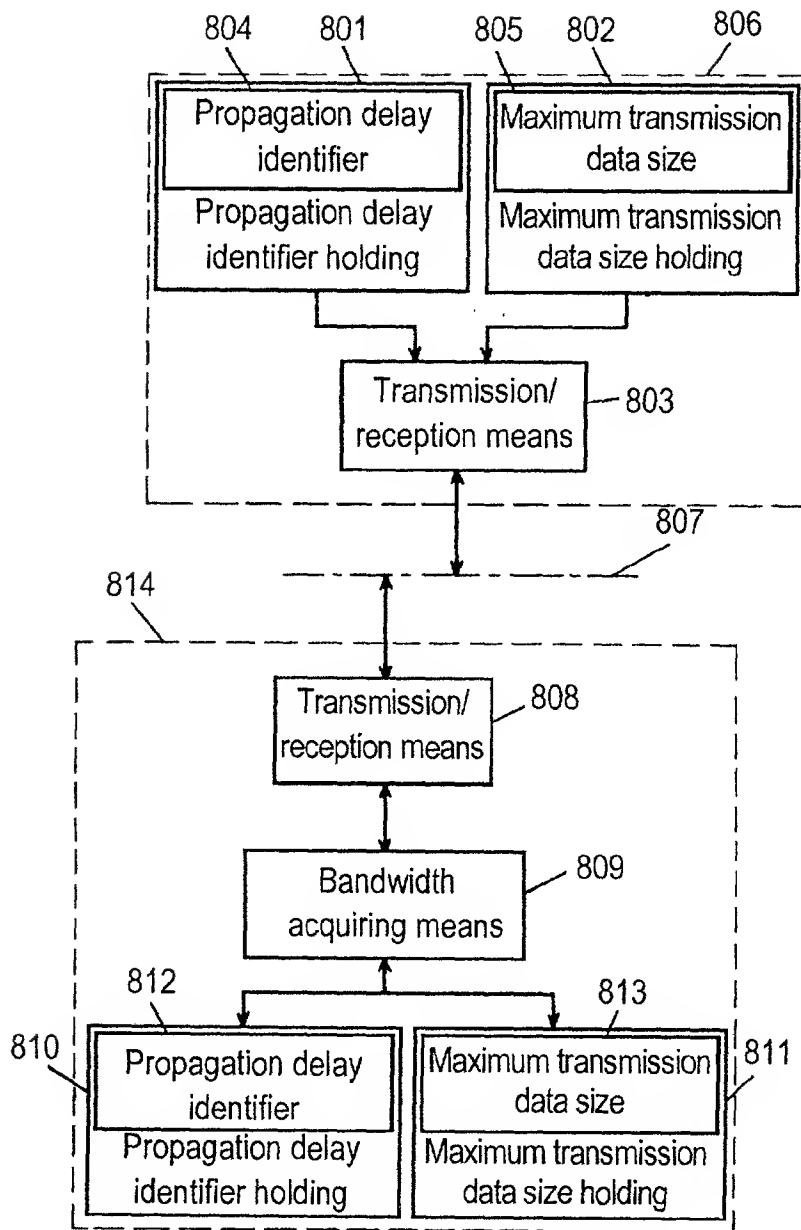 804 801 805 802 806
Propagation delay
identifier
Propagation delay
identifier holding
Maximum transmission
data size
Maximum transmission
data size holding
Transmission/
reception means
803
807
814
Transmission/
reception means
808
Bandwidth
acquiring means
809
812
813
810
Propagation delay
identifier
Propagation delay
identifier holding
Maximum transmission
data size
Maximum transmission
data size holding
811